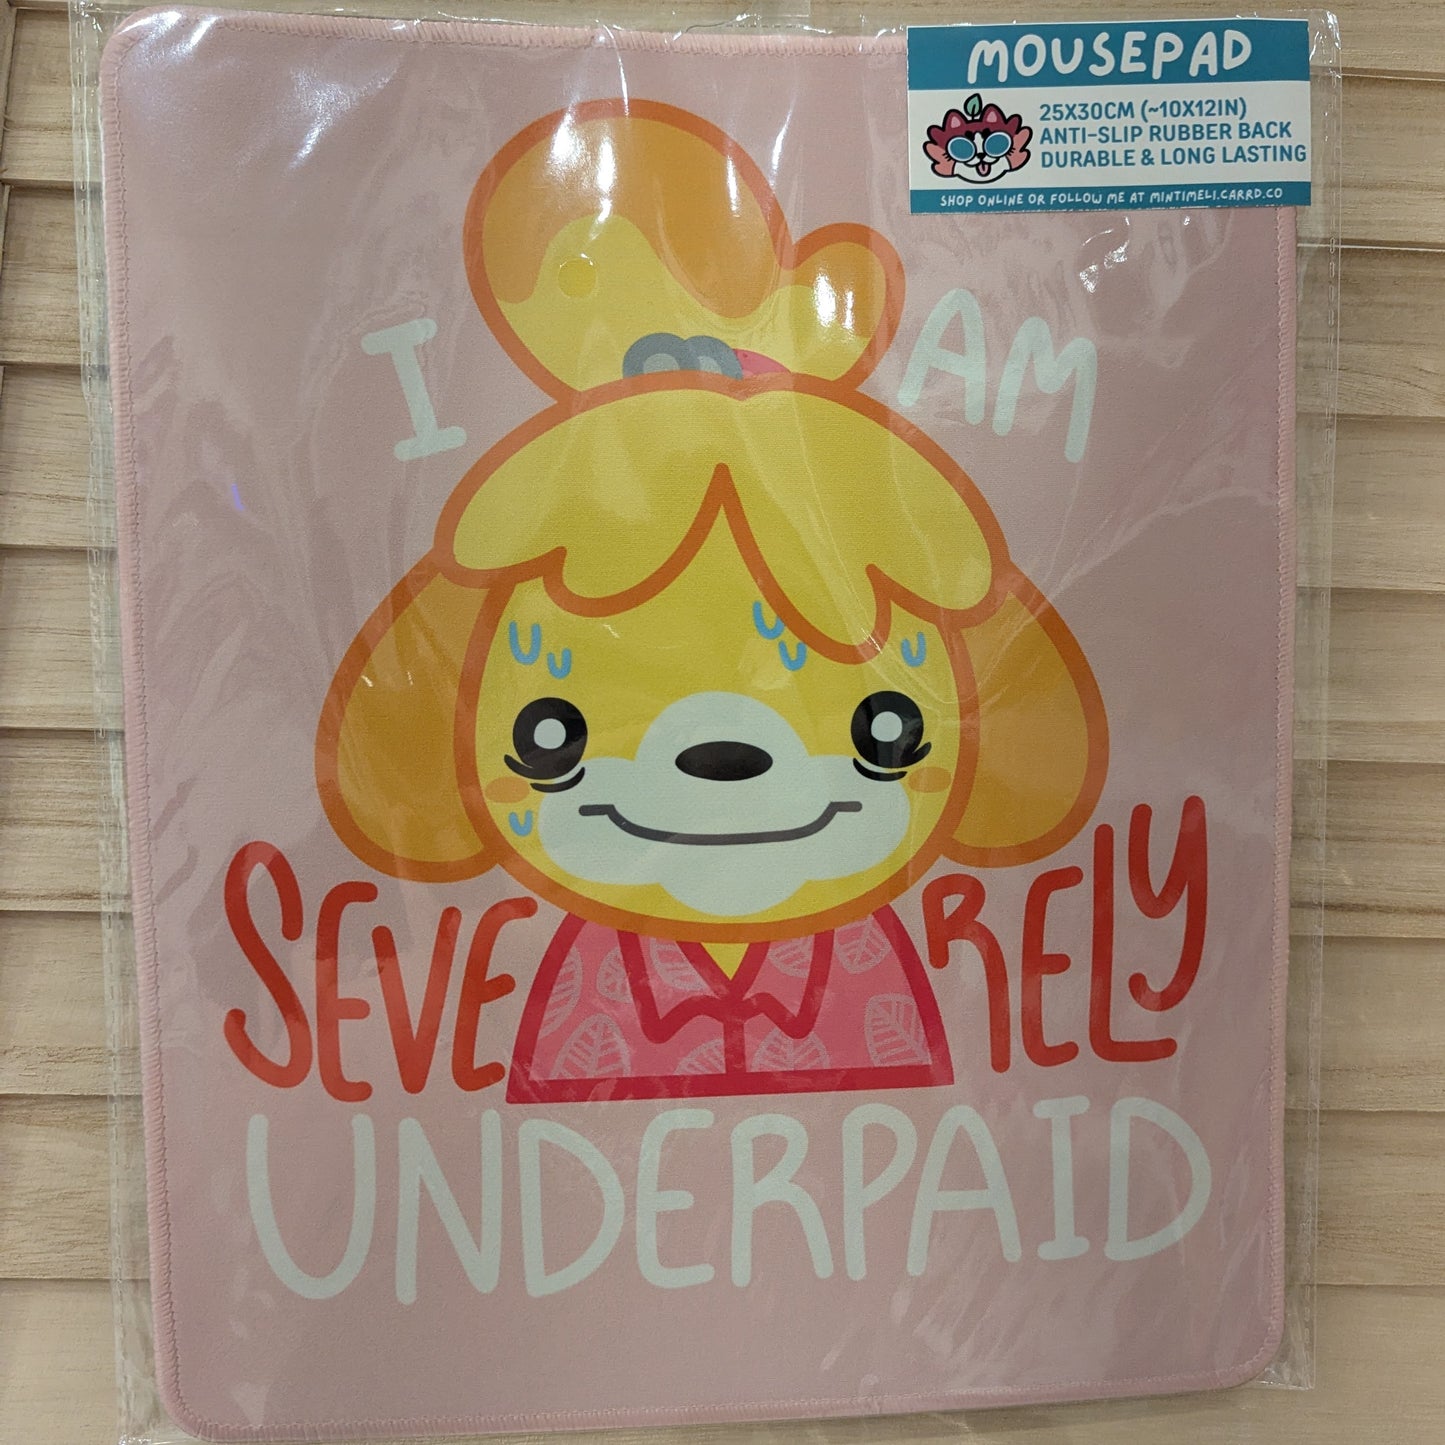 MOUSEPAD
25X30CM (~10X12IN)
ANTI-SLIP RUBBER BACK
DURABLE & LONG LASTING
SHOP ONLINE OR FOLLOW ME AT MINTIMELI.CARRD.CO
I AM
SEVERELY
UNDERPAID